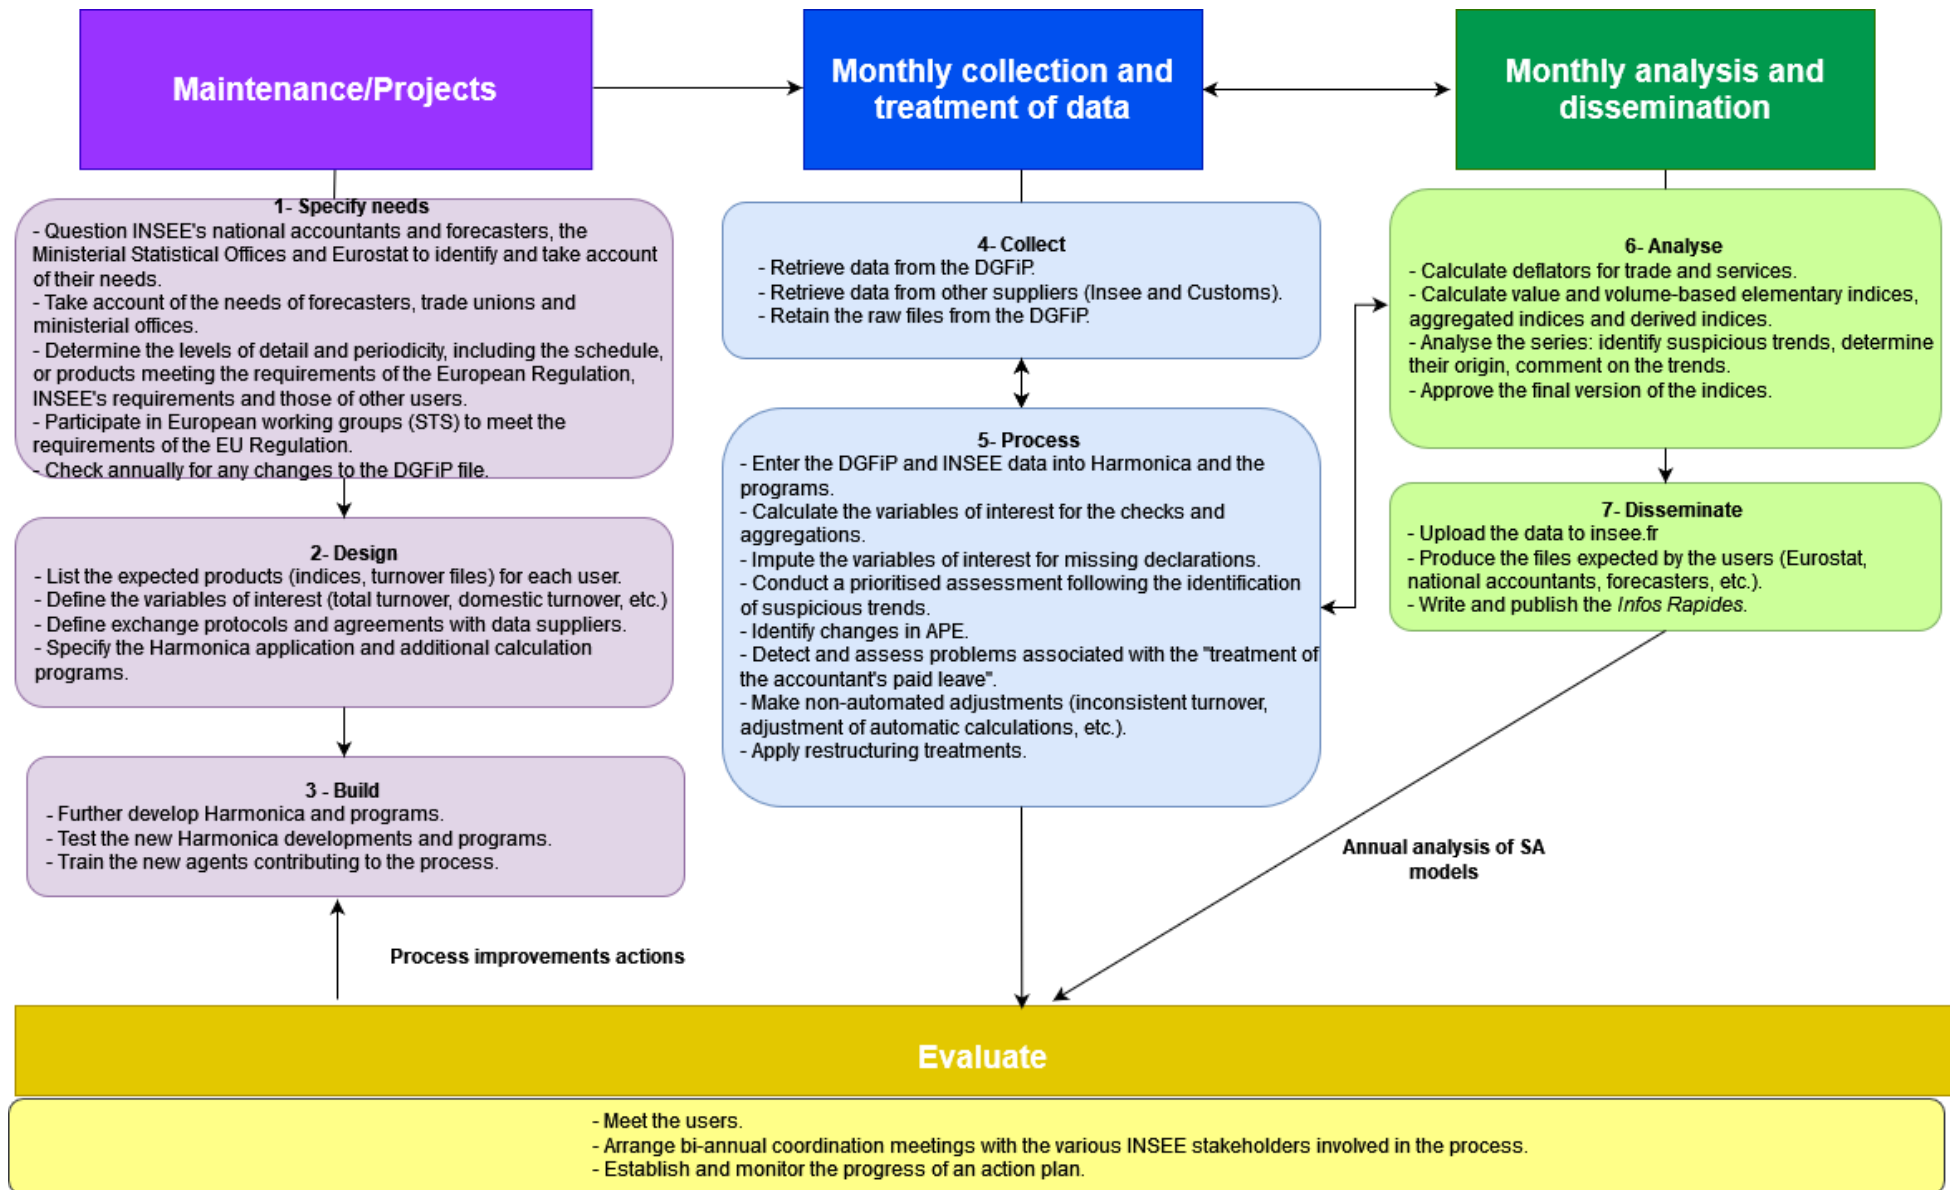 Maintenance/Projects
Monthly collection and
treatment of data
Monthly analysis and
dissemination
1- Specify needs
- Question INSEE's national accountants and forecasters, the
Ministerial Statistical Offices and Eurostat to identify and take account
of their needs.
- Take account of the needs of forecasters, trade unions and
ministerial offices.
- Determine the levels of detail and periodicity, including the schedule,
or products meeting the requirements of the European Regulation,
INSEE's requirements and those of other users.
- Participate in European working groups (STS) to meet the
requirements of the EU Regulation.
- Check annually for any changes to the DGFiP file.
2- Design
- List the expected products (indices, turnover files) for each user.
- Define the variables of interest (total turnover, domestic turnover, etc.)
- Define exchange protocols and agreements with data suppliers.
- Specify the Harmonica application and additional calculation
programs.
3 - Build
- Further develop Harmonica and programs.
- Test the new Harmonica developments and programs.
- Train the new agents contributing to the process.
Process improvements actions
4- Collect
- Retrieve data from the DGFiP.
- Retrieve data from other suppliers (Insee and Customs).
- Retain the raw files from the DGFiP.
5- Process
- Enter the DGFiP and INSEE data into Harmonica and the
programs.
- Calculate the variables of interest for the checks and
aggregations.
- Impute the variables of interest for missing declarations.
- Conduct a prioritised assessment following the identification
of suspicious trends.
- Identify changes in APE.
- Detect and assess problems associated with the "treatment of
the accountant's paid leave".
- Make non-automated adjustments (inconsistent turnover,
adjustment of automatic calculations, etc.).
- Apply restructuring treatments.
6- Analyse
- Calculate deflators for trade and services.
- Calculate value and volume-based elementary indices,
aggregated indices and derived indices.
- Analyse the series: identify suspicious trends, determine
their origin, comment on the trends.
- Approve the final version of the indices.
7- Disseminate
- Upload the data to insee.fr
- Produce the files expected by the users (Eurostat,
national accountants, forecasters, etc.).
- Write and publish the Infos Rapides.
Annual analysis of SA
models
Evaluate
- Meet the users.
- Arrange bi-annual coordination meetings with the various INSEE stakeholders involved in the process.
- Establish and monitor the progress of an action plan.